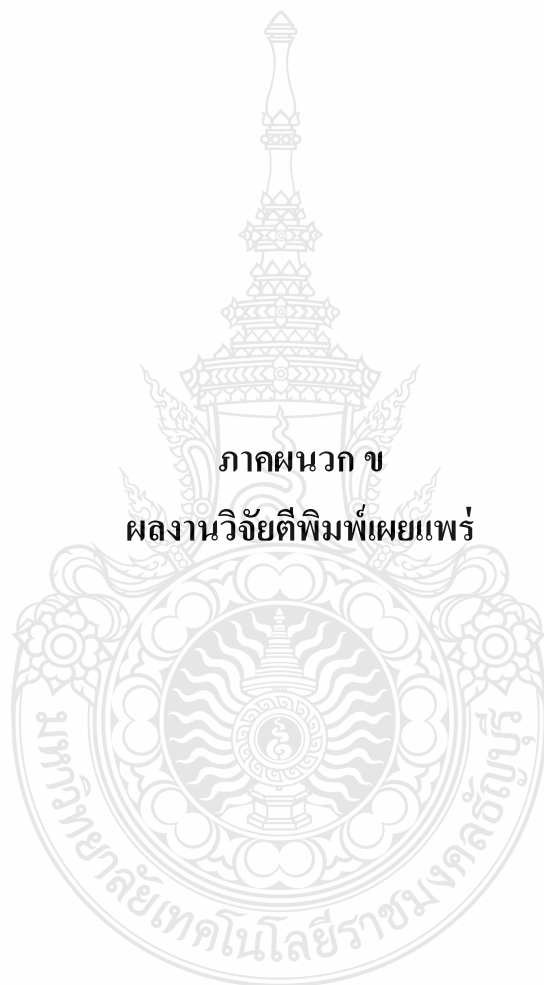 ภาคผนวก ข
ผลงานวิจัยตีพิมพ์เผยแพร่
มหาวิทยาลัยเทคโนโลยีราชมงคลธัญบุรี